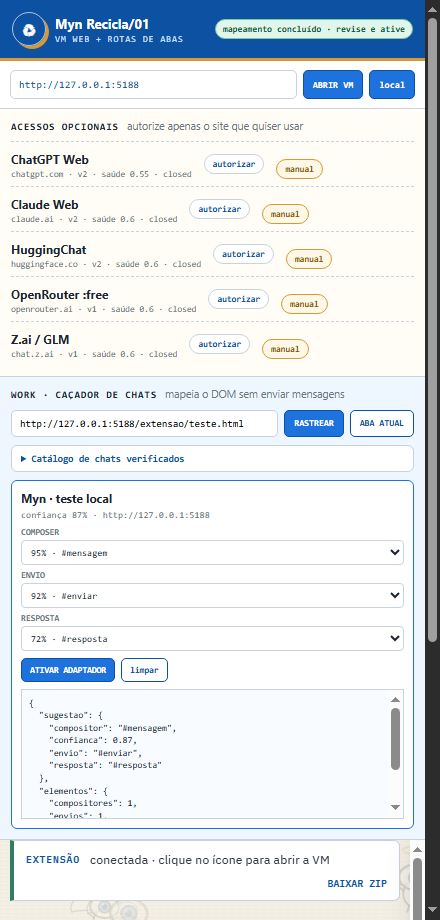 Myn Recicla/01
VM WEB + ROTAS DE ABAS
mapeamento concluído · revise e ative
http://127.0.0.1:5188
ABRIR VM
local
ACESSOS OPCIONAIS autorize apenas o site que quiser usar
ChatGPT Web
chatgpt.com · v2 · saúde 0.55 · closed
autorizar
manual
Claude Web
claude.ai · v2 · saúde 0.6 · closed
autorizar
manual
HuggingChat
huggingface.co · v2 · saúde 0.6 · closed
autorizar
manual
OpenRouter :free
openrouter.ai · v1 · saúde 0.6 · closed
autorizar
manual
Z.ai / GLM
chat.z.ai · v1 · saúde 0.6 · closed
autorizar
manual
WORK · CAÇADOR DE CHATS mapeia o DOM sem enviar mensagens
http://127.0.0.1:5188/extensao/teste.html
RASTREAR
ABA ATUAL
▶ Catálogo de chats verificados
Myn · teste local
confiança 87% · http://127.0.0.1:5188
COMPOSER
95% · #mensagem
ENVIO
92% · #enviar
RESPOSTA
72% · #resposta
ATIVAR ADAPTADOR
limpar
{
"sugestao": {
"compositor": "#mensagem",
"confianca": 0.87,
"envio": "#enviar",
"resposta": "#resposta"
},
"elementos": {
"compositores": 1,
"envios": 1,
EXTENSÃO conectada · clique no ícone para abrir a VM
BAIXAR ZIP